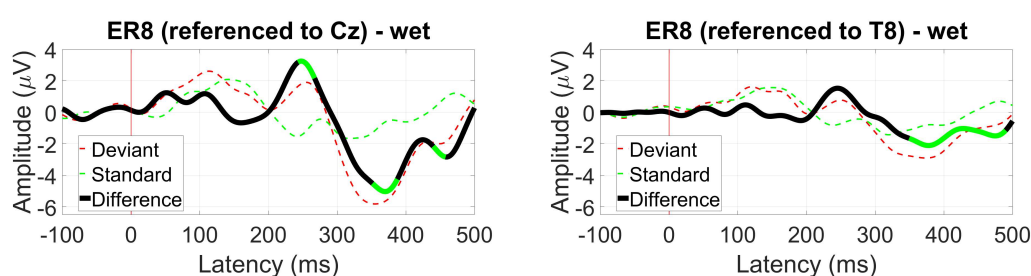 ER8 (referenced to Cz) - wet
Amplitude (μV)
4
2
0
-2
-4
-6
Deviant
Standard
Difference
-100 0 100 200 300 400 500
Latency (ms)
ER8 (referenced to T8) - wet
Amplitude (μV)
4
2
0
-2
-4
-6
Deviant
Standard
Difference
-100 0 100 200 300 400 500
Latency (ms)